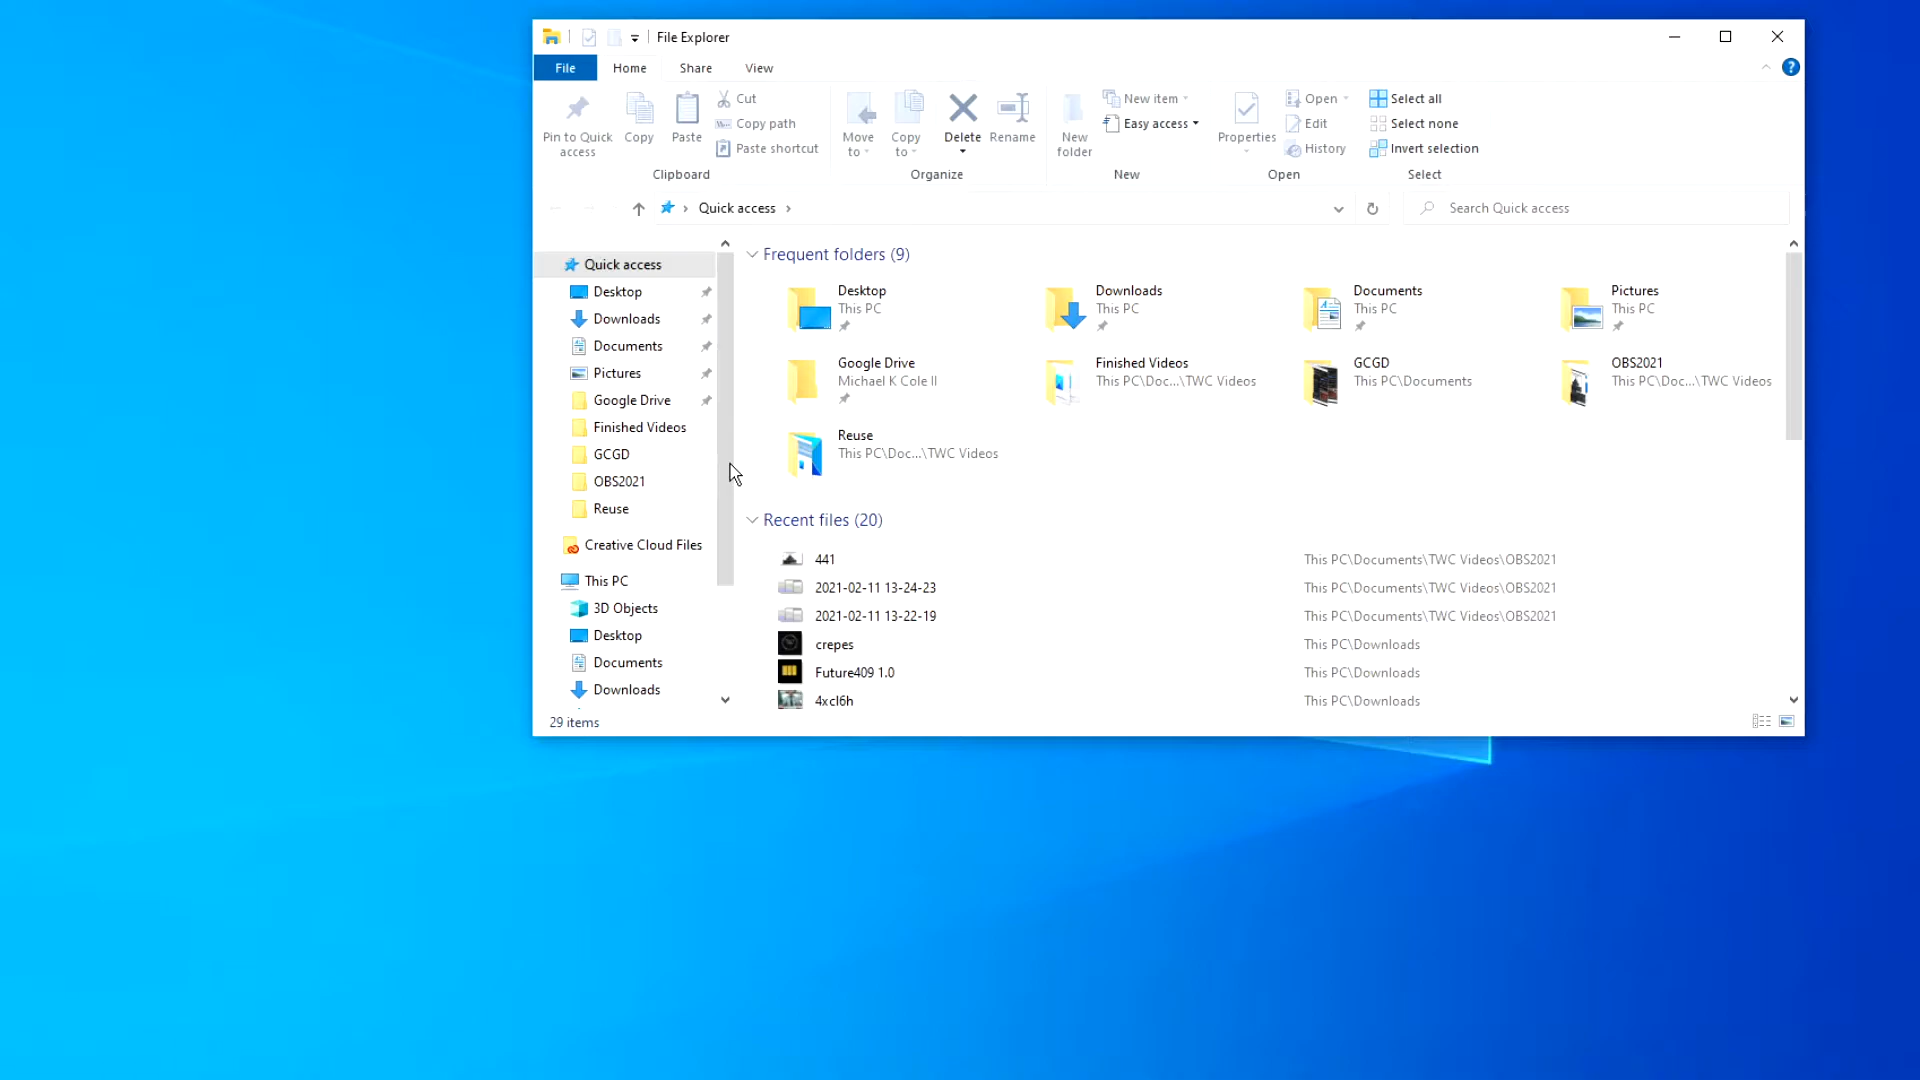 File Explorer
File Home Share View
Pin to Quick access
Copy
Paste
Cut
Copy path
Paste shortcut
Clipboard
Move to
Copy to
Delete
Rename
Organize
New folder
New item
Easy access
New
Properties
Open
Edit
History
Open
Select all
Select none
Invert selection
Select
Quick access
Search Quick access
Quick access
Desktop
Downloads
Documents
Pictures
Google Drive
Finished Videos
GCGD
OBS2021
Reuse
Creative Cloud Files
This PC
3D Objects
Desktop
Documents
Downloads
Frequent folders (9)
Desktop
This PC
Downloads
This PC
Documents
This PC
Pictures
This PC
Google Drive
Michael K Cole II
Finished Videos
This PC\Doc...\TWC Videos
GCGD
This PC\Documents
OBS2021
This PC\Doc...\TWC Videos
Reuse
This PC\Doc...\TWC Videos
Recent files (20)
441 This PC\Documents\TWC Videos\OBS2021
2021-02-11 13-24-23 This PC\Documents\TWC Videos\OBS2021
2021-02-11 13-22-19 This PC\Documents\TWC Videos\OBS2021
crepes This PC\Downloads
Future409 1.0 This PC\Downloads
4xcl6h This PC\Downloads
29 items